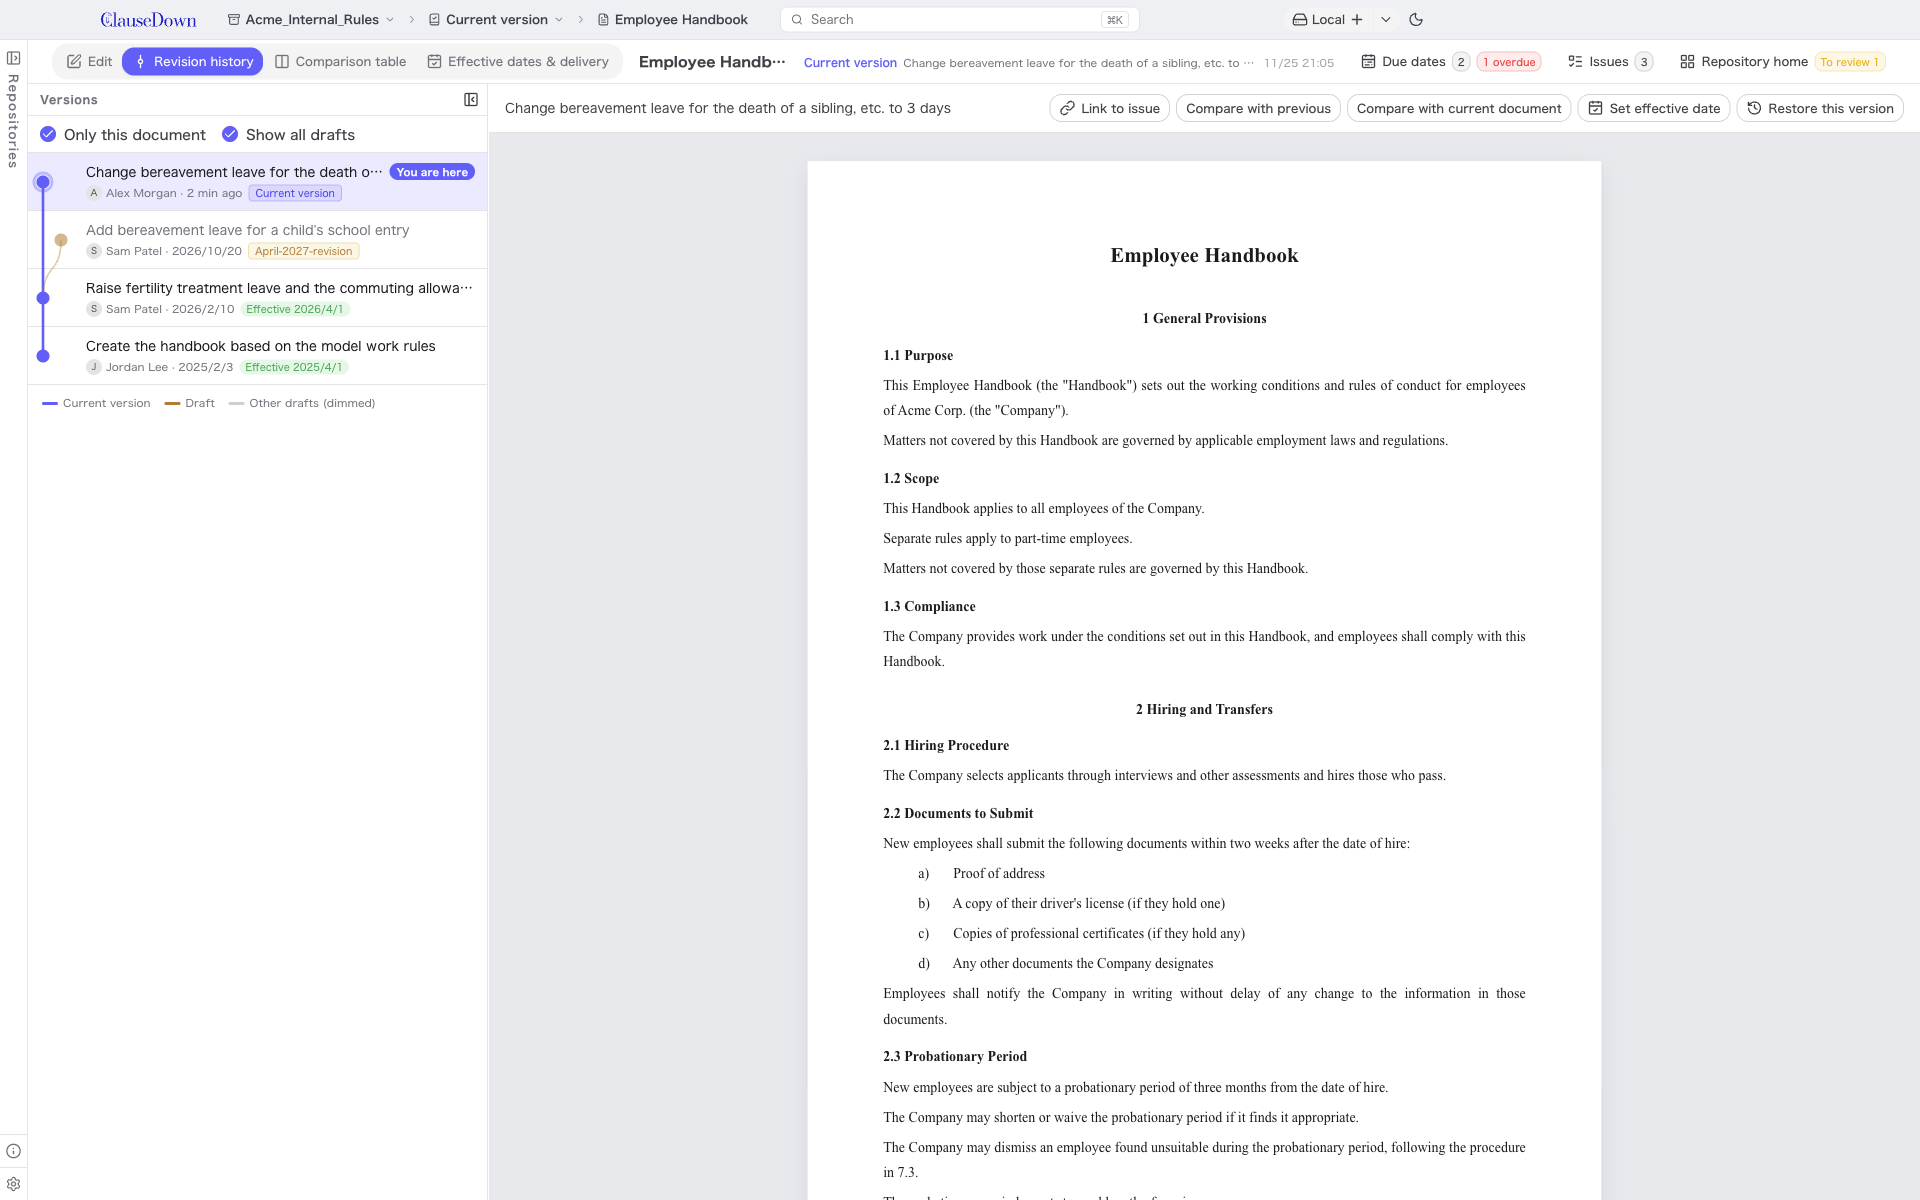 ClauseDown
Acme_Internal_Rules
Current version
Employee Handbook
Search
⌘K
Local
Repositories
Edit
Revision history
Comparison table
Effective dates & delivery
Employee Handb···
Current version
Change bereavement leave for the death of a sibling, etc. to ···
11/25 21:05
Due dates 2
1 overdue
Issues 3
Repository home
To review 1
Versions
Only this document
Show all drafts
Change bereavement leave for the death o···
You are here
A Alex Morgan · 2 min ago
Current version
Add bereavement leave for a child's school entry
S Sam Patel · 2026/10/20
April-2027-revision
Raise fertility treatment leave and the commuting allowa···
S Sam Patel · 2026/2/10
Effective 2026/4/1
Create the handbook based on the model work rules
J Jordan Lee · 2025/2/3
Effective 2025/4/1
Current version
Draft
Other drafts (dimmed)
Change bereavement leave for the death of a sibling, etc. to 3 days
Link to issue
Compare with previous
Compare with current document
Set effective date
Restore this version
Employee Handbook
1 General Provisions
1.1 Purpose
This Employee Handbook (the "Handbook") sets out the working conditions and rules of conduct for employees
of Acme Corp. (the "Company").
Matters not covered by this Handbook are governed by applicable employment laws and regulations.
1.2 Scope
This Handbook applies to all employees of the Company.
Separate rules apply to part-time employees.
Matters not covered by those separate rules are governed by this Handbook.
1.3 Compliance
The Company provides work under the conditions set out in this Handbook, and employees shall comply with this
Handbook.
2 Hiring and Transfers
2.1 Hiring Procedure
The Company selects applicants through interviews and other assessments and hires those who pass.
2.2 Documents to Submit
New employees shall submit the following documents within two weeks after the date of hire:
a) Proof of address
b) A copy of their driver's license (if they hold one)
c) Copies of professional certificates (if they hold any)
d) Any other documents the Company designates
Employees shall notify the Company in writing without delay of any change to the information in those
documents.
2.3 Probationary Period
New employees are subject to a probationary period of three months from the date of hire.
The Company may shorten or waive the probationary period if it finds it appropriate.
The Company may dismiss an employee found unsuitable during the probationary period, following the procedure
in 7.3.